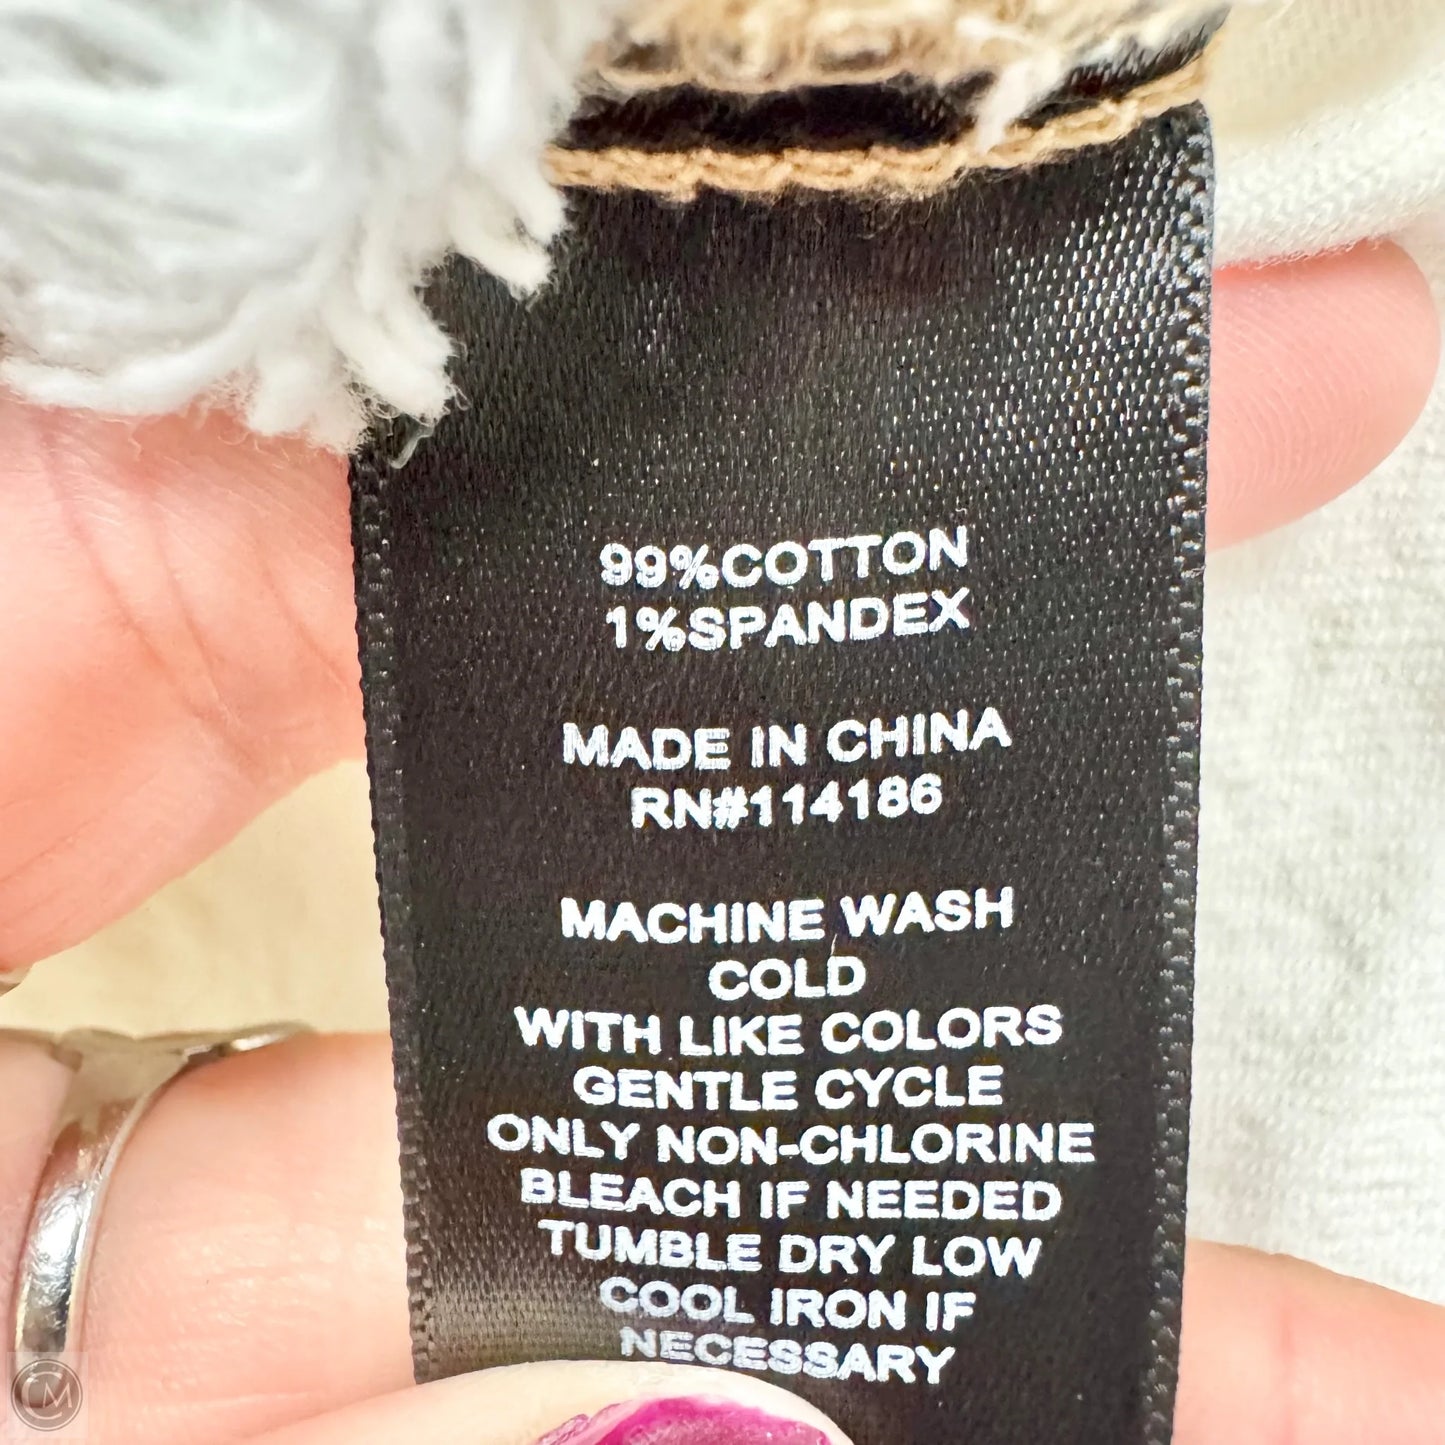 99%COTTON
1%SPANDEX
MADE IN CHINA
RN#114186
MACHINE WASH
COLD
WITH LIKE COLORS
GENTLE CYCLE
ONLY NON-CHLORINE
BLEACH IF NEEDED
TUMBLE DRY LOW
COOL IRON IF
NECESSARY
CM